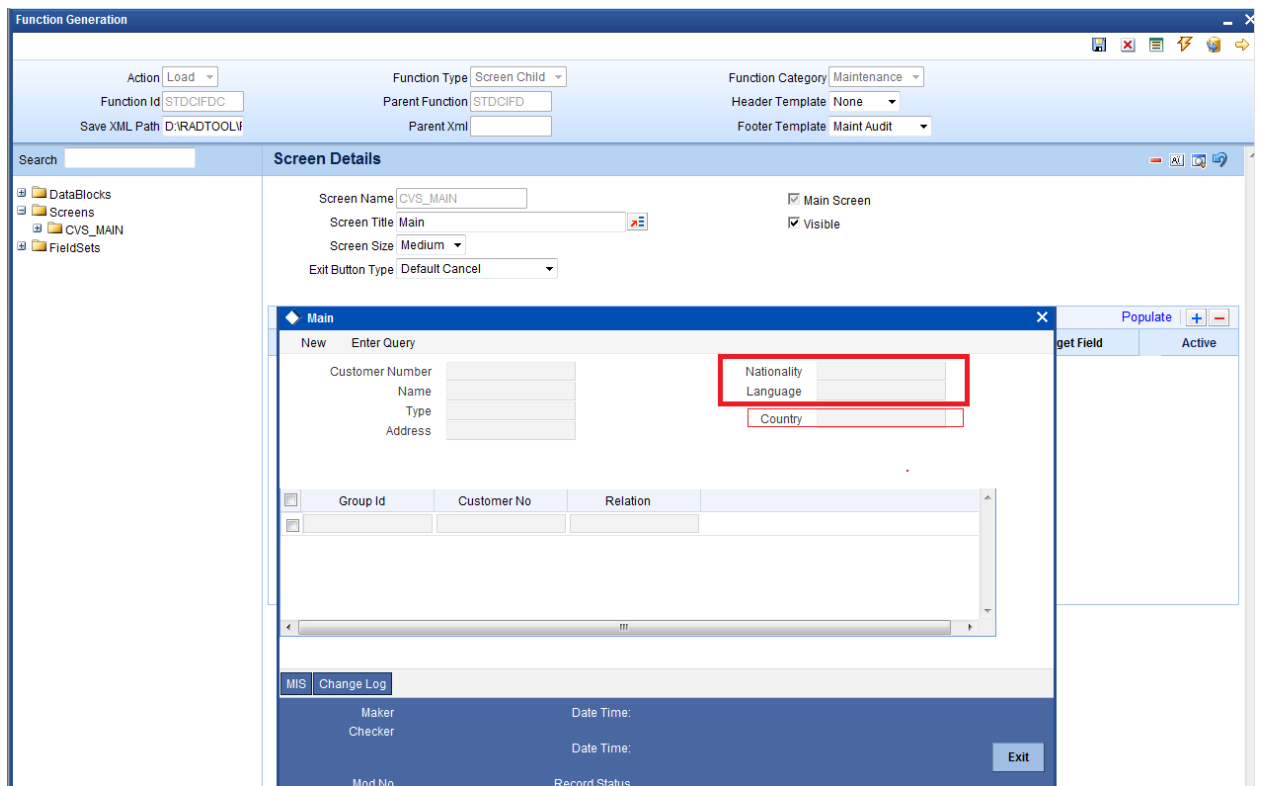 Function Generation
Action Load Function Type Screen Child Function Category Maintenance
Function Id STDCIFDC Parent Function STDCIFD Header Template None
Save XML Path D:\RADTOOL\ Parent Xml Footer Template Maint Audit
Search Screen Details
DataBlocks
Screens
CVS_MAIN
FieldSets
Screen Name CVS_MAIN Main Screen
Screen Title Main Visible
Screen Size Medium
Exit Button Type Default Cancel
Populate
get Field Active
Main
New Enter Query
Customer Number Nationality
Name Language
Type Country
Address
Group Id Customer No Relation
MIS Change Log
Maker Date Time:
Checker
Date Time:
Exit
Mod No Record Status